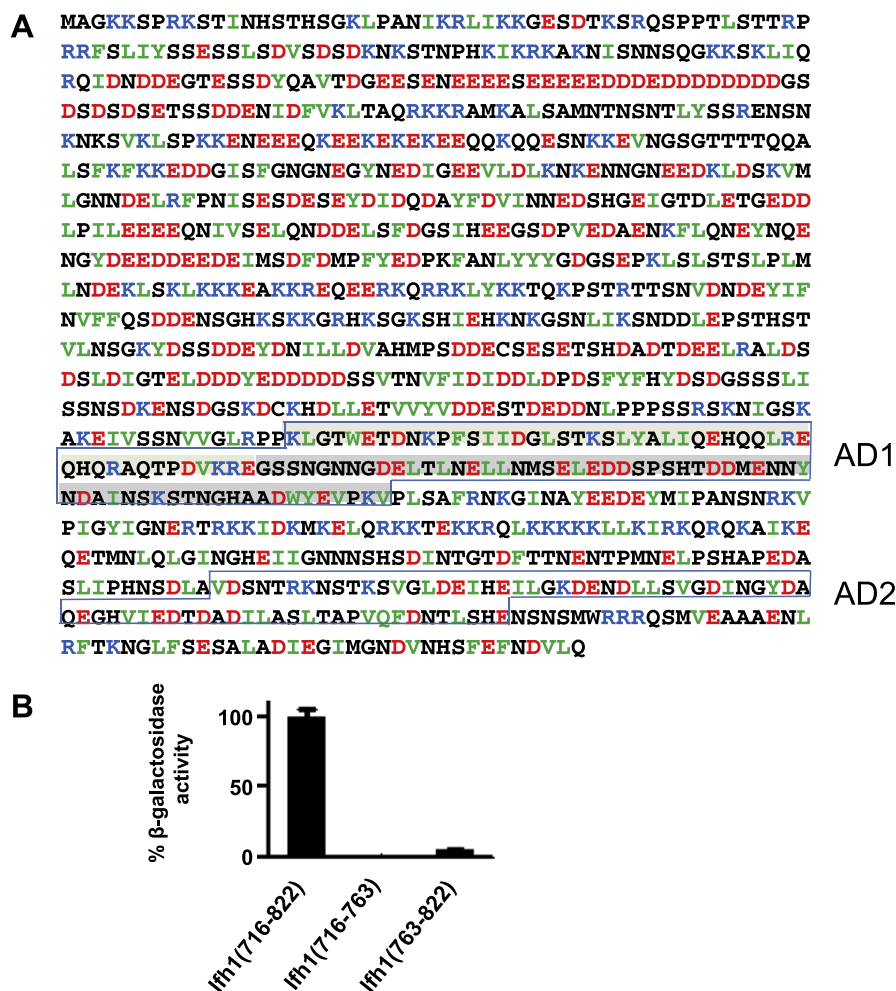 A
MAGKKSPRKSTINHSTHSGKLPANIKRLIKKGESDTKSRQSPPTLSTTRP
RRFSLIYSSESSLSDVSDSDKNKSTNPHKIKRKAKNISNNSQGKKSKLIQ
RQIDNDDEGTESSDYQAVTDGEESENEEEESEEEEEDDDEDDDDDDDDGS
DSDSDSETSSDDENIDFVKLTAQRKKRAMKALSAMNTNSNTLYSSRENSN
KNKSVKLSPKKENEEEQKEEKEKEKEEQQKQQESNKKEVNGSGTTTTQQA
LSFKFKKEDDGISFGNGNEGYNEDIGEEVLDLKNKENNGNEEDKLDSKVM
LGNNDELRFPNISESDESEYDIDQDAYFDVINNEDSHGEIGTDLETGEDD
LPILEEEEQNIVSELQNDDELSFDGSIHEEGSDPVEDAENKFLQNEYNQE
NGYDEEDDEEDEIMSDFDMPFYEDPKFANLYYYGDGSEPKLSLSTSLPLM
LNDEKLSKLKKKEAKKREQEERKQRRKLYKKTQKPSTRTTSNVDNDEYIF
NVFFQSDDENSGHKSKKGRHKSGKSHIEHKNKGSNLIKSNDDLEPSTHST
VLNSGKYDSSDDEYDNILLDVAHMPSDDECSESETSHDADTDEELRALDS
DSLDIGTELDDDYEDDDDDSSVTNVFIDIDDLDPDSFYFHYDSDGSSSLI
SSNSDKENSDGSKDCKHDLLETVVYVDDESTDEDDNLPPPSSRSKNIGSK
AKEIVSSNVVGLRPPKLGTWETDNKPFSIIDGLSTKSLYALIQEHQQLRE
QHQRAQTPDVKREGSSNGNNGDELTLNELLNMSELEDDSPSHTDDMENNY
NDAINSKSTNGHAADWYEVPKVPLSAFRNKGINAYEEDEYMIPANSNRKV
PIGYIGNERTRKKIDKMKELQRKKTEKKRQLKKKKKLLKIRKQRQKAIKE
QETMNLQLGINGHEIIGNNNSHSDINTGTDFTTNENTPMNELPSHAPEDA
SLIPHNSDLAVDSNTRKNSTKSVGLDEIHEILGKDENDLLSVGDINGYDA
QEGHVIEDTDADILASLTAPVQFDNTLSHENSNSMWRRRQSMVEAAAENL
RFTKNGLFSESALADIEGIMGNDVNHSFEFNDVLQ
AD1
AD2
B
% β-galactosidase
activity
100
50
0
Ifh1(716-822)
Ifh1(716-763)
Ifh1(763-822)